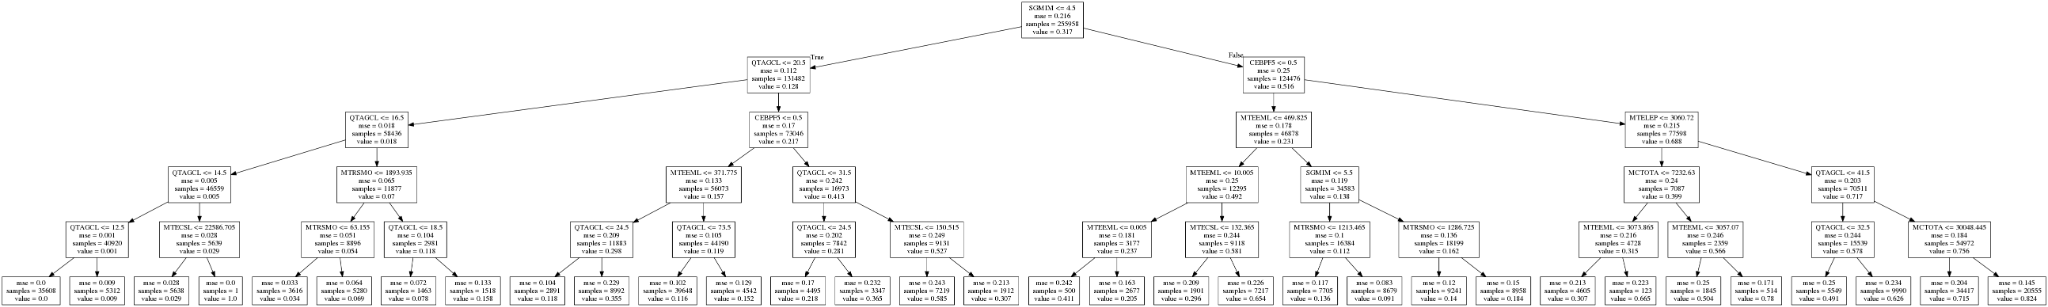 SGMIM <= 4.5
mse = 0.216
samples = 255958
value = 0.317
True
False
QTAGCL <= 20.5
mse = 0.112
samples = 131482
value = 0.128
CEBPF5 <= 0.5
mse = 0.25
samples = 124476
value = 0.516
QTAGCL <= 16.5
mse = 0.018
samples = 58436
value = 0.018
CEBPF5 <= 0.5
mse = 0.17
samples = 73046
value = 0.217
MTEEML <= 469.825
mse = 0.178
samples = 46878
value = 0.231
MTELEP <= 3060.72
mse = 0.215
samples = 77598
value = 0.688
QTAGCL <= 14.5
mse = 0.005
samples = 46559
value = 0.005
MTRSMO <= 1893.935
mse = 0.065
samples = 11877
value = 0.07
MTEEML <= 371.775
mse = 0.133
samples = 56073
value = 0.157
QTAGCL <= 31.5
mse = 0.242
samples = 16973
value = 0.413
MTEEML <= 10.005
mse = 0.25
samples = 12295
value = 0.492
SGMIM <= 5.5
mse = 0.119
samples = 34583
value = 0.138
MCTOTA <= 7232.63
mse = 0.24
samples = 7087
value = 0.399
QTAGCL <= 41.5
mse = 0.203
samples = 70511
value = 0.717
QTAGCL <= 12.5
mse = 0.001
samples = 40920
value = 0.001
MTECSL <= 22586.705
mse = 0.028
samples = 5639
value = 0.029
MTRSMO <= 63.155
mse = 0.051
samples = 8896
value = 0.054
QTAGCL <= 18.5
mse = 0.104
samples = 2981
value = 0.118
QTAGCL <= 24.5
mse = 0.209
samples = 11883
value = 0.298
QTAGCL <= 73.5
mse = 0.105
samples = 44190
value = 0.119
QTAGCL <= 24.5
mse = 0.202
samples = 7842
value = 0.281
MTECSL <= 130.515
mse = 0.249
samples = 9131
value = 0.527
MTEEML <= 0.005
mse = 0.181
samples = 3177
value = 0.237
MTECSL <= 132.365
mse = 0.244
samples = 9118
value = 0.581
MTRSMO <= 1213.465
mse = 0.1
samples = 16384
value = 0.112
MTRSMO <= 1286.725
mse = 0.136
samples = 18199
value = 0.162
MTEEML <= 3073.865
mse = 0.216
samples = 4728
value = 0.315
MTEEML <= 3057.07
mse = 0.246
samples = 2359
value = 0.566
QTAGCL <= 32.5
mse = 0.244
samples = 15539
value = 0.578
MCTOTA <= 30048.445
mse = 0.184
samples = 54972
value = 0.756
mse = 0.0
samples = 35608
value = 0.0
mse = 0.009
samples = 5312
value = 0.009
mse = 0.028
samples = 5638
value = 0.029
mse = 0.0
samples = 1
value = 1.0
mse = 0.033
samples = 3616
value = 0.034
mse = 0.064
samples = 5280
value = 0.069
mse = 0.072
samples = 1463
value = 0.078
mse = 0.133
samples = 1518
value = 0.158
mse = 0.104
samples = 2891
value = 0.118
mse = 0.229
samples = 8992
value = 0.355
mse = 0.102
samples = 39648
value = 0.116
mse = 0.129
samples = 4542
value = 0.152
mse = 0.17
samples = 4495
value = 0.218
mse = 0.232
samples = 3347
value = 0.365
mse = 0.243
samples = 7219
value = 0.585
mse = 0.213
samples = 1912
value = 0.307
mse = 0.242
samples = 500
value = 0.411
mse = 0.163
samples = 2677
value = 0.205
mse = 0.209
samples = 1901
value = 0.296
mse = 0.226
samples = 7217
value = 0.654
mse = 0.117
samples = 7705
value = 0.136
mse = 0.083
samples = 8679
value = 0.091
mse = 0.12
samples = 9241
value = 0.14
mse = 0.15
samples = 8958
value = 0.184
mse = 0.213
samples = 4605
value = 0.307
mse = 0.223
samples = 123
value = 0.665
mse = 0.25
samples = 1845
value = 0.504
mse = 0.171
samples = 514
value = 0.78
mse = 0.25
samples = 5549
value = 0.491
mse = 0.234
samples = 9990
value = 0.626
mse = 0.204
samples = 34417
value = 0.715
mse = 0.145
samples = 20555
value = 0.824